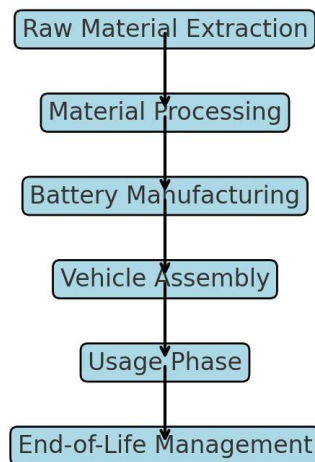 Raw Material Extraction
Material Processing
Battery Manufacturing
Vehicle Assembly
Usage Phase
End-of-Life Management